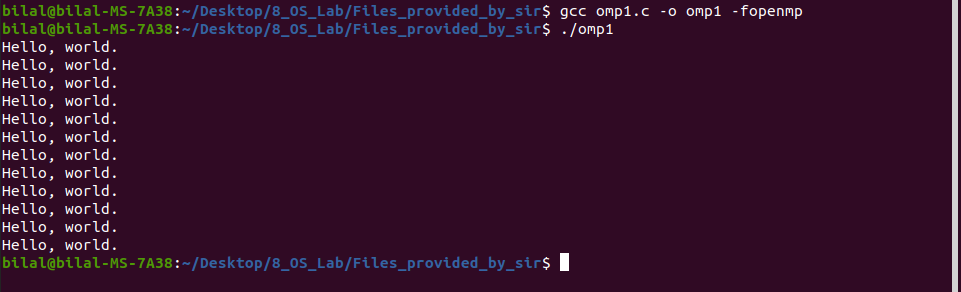 bilal@bilal-MS-7A38:~/Desktop/8_OS_Lab/Files_provided_by_sir$ gcc omp1.c -o omp1 -fopenmp
bilal@bilal-MS-7A38:~/Desktop/8_OS_Lab/Files_provided_by_sir$ ./omp1
Hello, world.
Hello, world.
Hello, world.
Hello, world.
Hello, world.
Hello, world.
Hello, world.
Hello, world.
Hello, world.
Hello, world.
Hello, world.
Hello, world.
bilal@bilal-MS-7A38:~/Desktop/8_OS_Lab/Files_provided_by_sir$